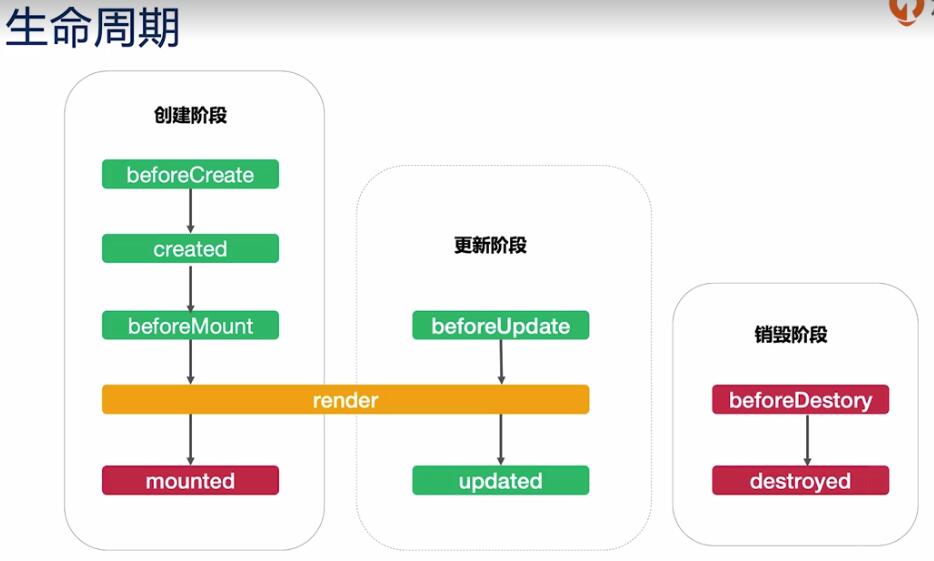 生命周期
创建阶段
beforeCreate
created
beforeMount
render
mounted
更新阶段
beforeUpdate
updated
销毁阶段
beforeDestory
destroyed